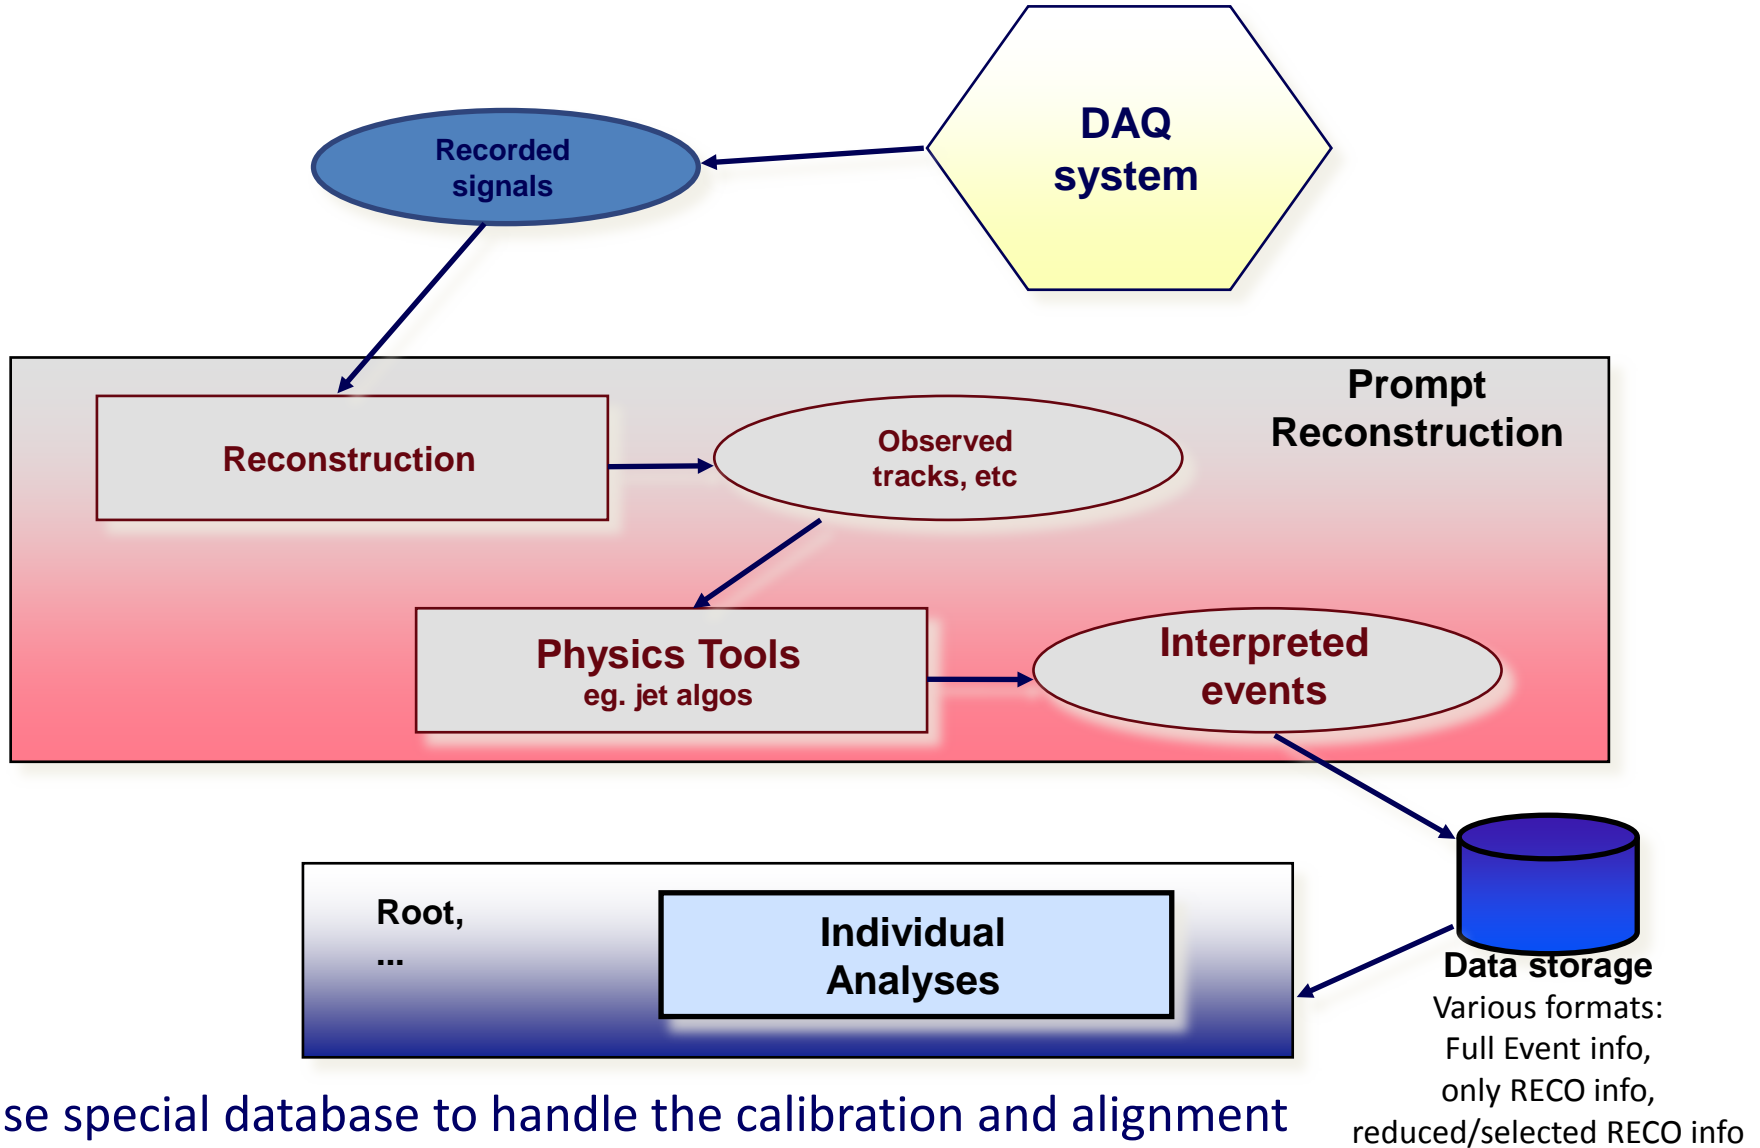 DAQ
system
Recorded
signals
Prompt
Reconstruction
Reconstruction
Observed
tracks, etc
Physics Tools
eg. jet algos
Interpreted
events
Root,
...
Individual
Analyses
Data storage
Various formats:
Full Event info,
only RECO info,
reduced/selected RECO info
se special database to handle the calibration and alignment